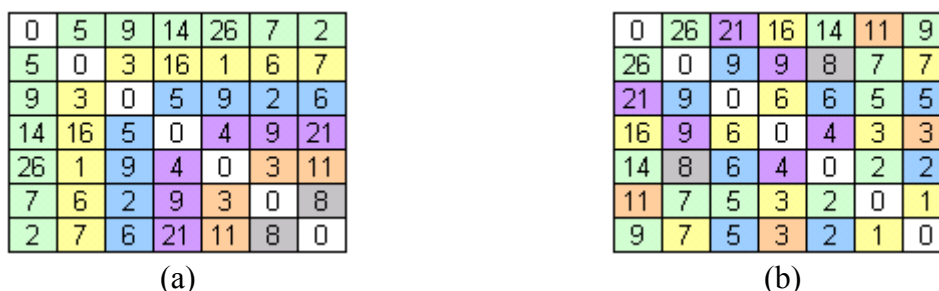 0 5 9 14 26 7 2
5 0 3 16 1 6 7
9 3 0 5 9 2 6
14 16 5 0 4 9 21
26 1 9 4 0 3 11
7 6 2 9 3 0 8
2 7 6 21 11 8 0
(a)
0 26 21 16 14 11 9
26 0 9 9 8 7 7
21 9 0 6 6 5 5
16 9 6 0 4 3 3
14 8 6 4 0 2 2
11 7 5 3 2 0 1
9 7 5 3 2 1 0
(b)